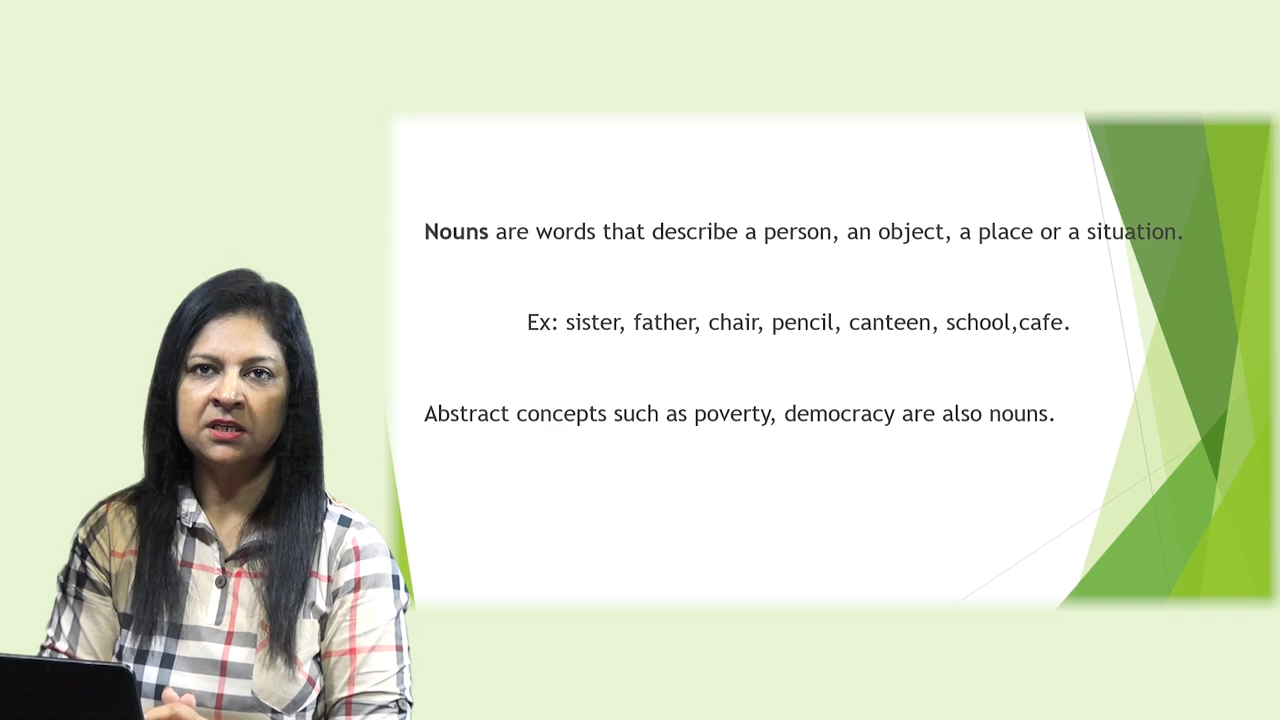 Nouns are words that describe a person, an object, a place or a situation.
Ex: sister, father, chair, pencil, canteen, school,cafe.
Abstract concepts such as poverty, democracy are also nouns.